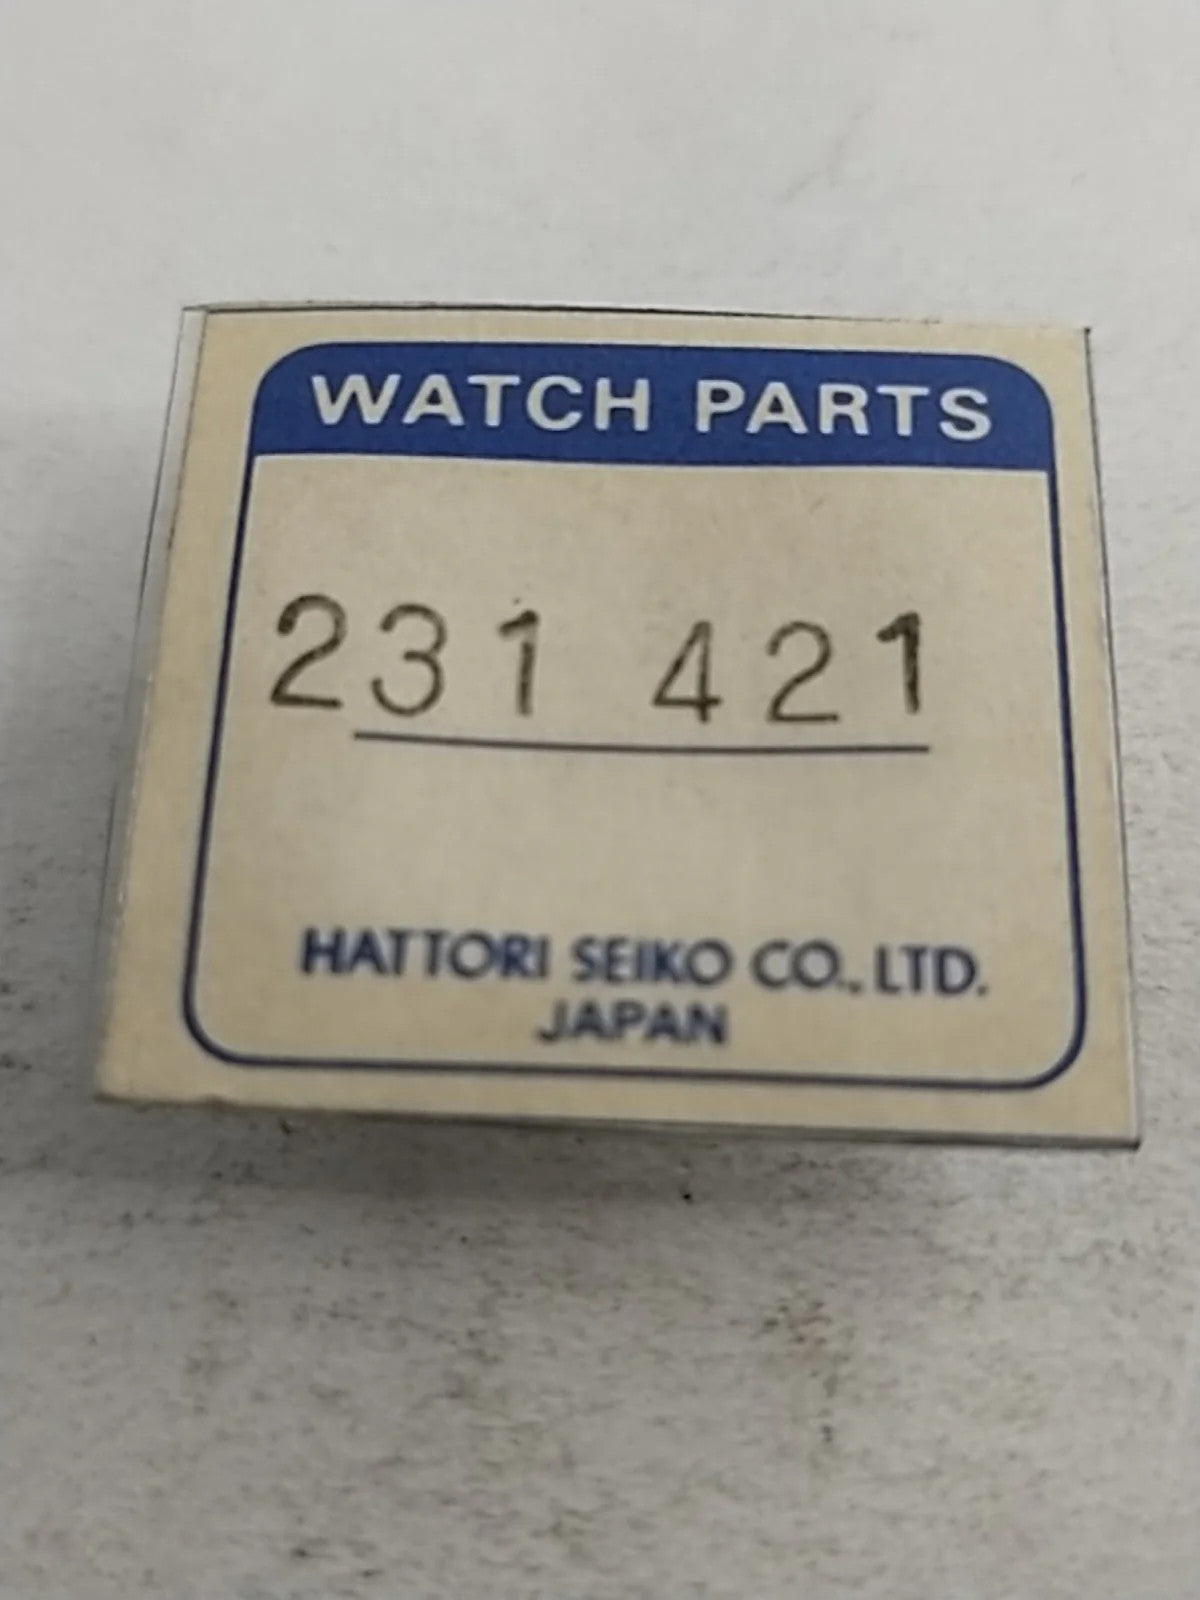 WATCH PARTS
231 421
HATTORI SEIKO CO., LTD.
JAPAN